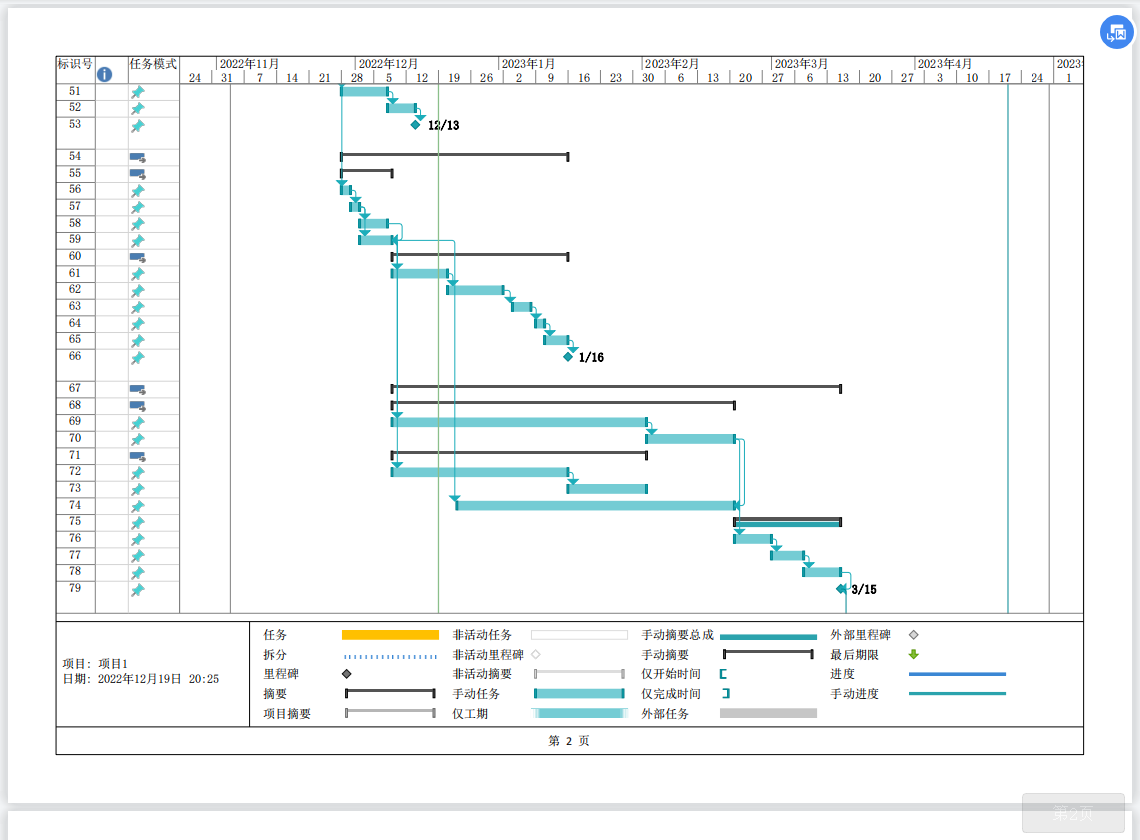 标识号 任务模式 2022年11月 2022年12月 2023年1月 2023年2月 2023年3月 2023年4月 2023
24 31 7 14 21 28 5 12 19 26 2 9 16 23 30 6 13 20 27 6 13 20 27 3 10 17 24 1
51
52
53 12/13
54
55
56
57
58
59
60
61
62
63
64
65
66 1/16
67
68
69
70
71
72
73
74
75
76
77
78
79 3/15
项目: 项目1
日期: 2022年12月19日 20:25
任务 非活动任务 手动摘要总成 外部里程碑
拆分 非活动里程碑 手动摘要 最后期限
里程碑 非活动摘要 仅开始时间 进度
摘要 手动任务 仅完成时间 手动进度
项目摘要 仅工期 外部任务
第 2 页
第2页